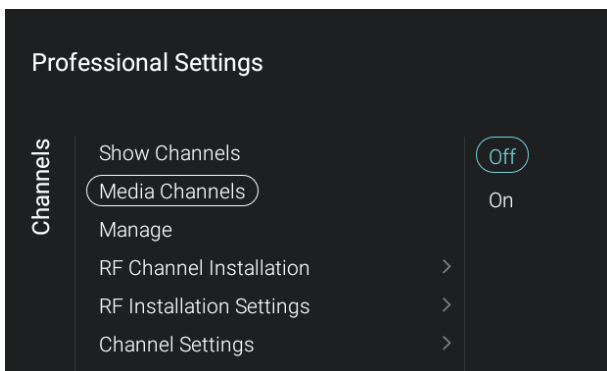 Professional Settings
Channels
Show Channels
Media Channels
Manage
RF Channel Installation
RF Installation Settings
Channel Settings
Off
On